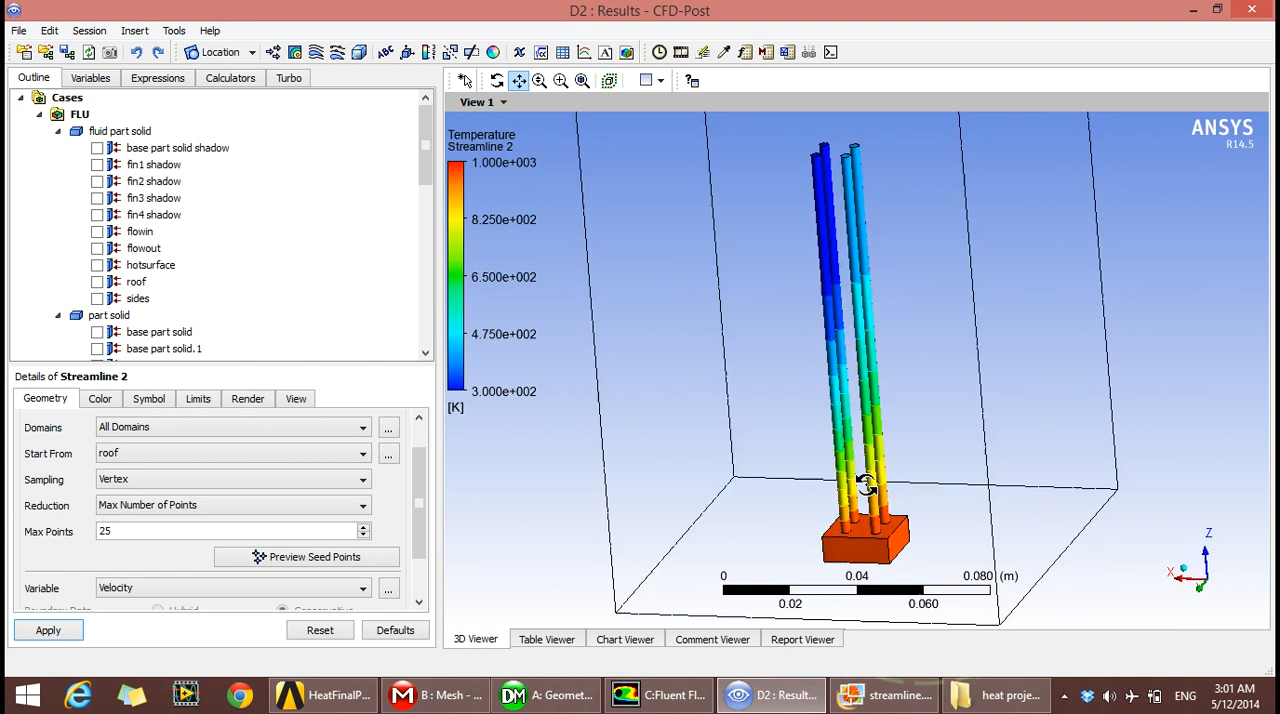 D2 : Results - CFD-Post
File Edit Session Insert Tools Help
Location
Outline Variables Expressions Calculators Turbo
Cases
FLU
fluid part solid
base part solid shadow
fin1 shadow
fin2 shadow
fin3 shadow
fin4 shadow
flowin
flowout
hotsurface
roof
sides
part solid
base part solid
base part solid.1
Details of Streamline 2
Geometry Color Symbol Limits Render View
Domains All Domains ...
Start From roof ...
Sampling Vertex
Reduction Max Number of Points
Max Points 25
Preview Seed Points
Variable Velocity ...
Apply Reset Defaults
View 1
Temperature
Streamline 2
1.000e+003
8.250e+002
6.500e+002
4.750e+002
3.000e+002
[K]
ANSYS
R14.5
Z
X
0 0.04 0.080 (m)
0.02 0.060
3D Viewer Table Viewer Chart Viewer Comment Viewer Report Viewer
HeatFinalP... B : Mesh - ... A: Geomet... C:Fluent Fl... D2 : Result... streamline.... heat proje... ENG 3:01 AM
5/12/2014